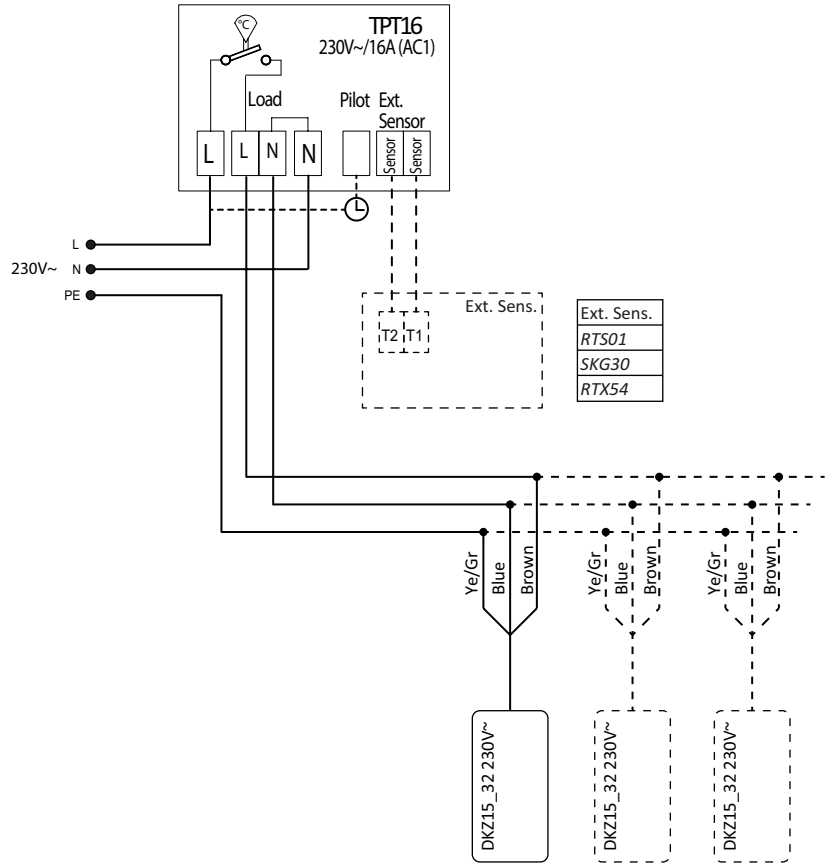 °C
TPT16
230V~/16A (AC1)
Load
Pilot
Ext.
Sensor
L
L
N
N
Sensor
Sensor
L
230V~
N
PE
Ext. Sens.
T2
T1
Ext. Sens.
RTS01
SKG30
RTX54
Ye/Gr
Blue
Brown
Ye/Gr
Blue
Brown
Ye/Gr
Blue
Brown
DKZ15_32 230V~
DKZ15_32 230V~
DKZ15_32 230V~